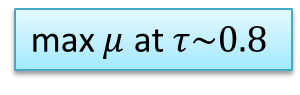 max 𝜇 at 𝜏~0.8